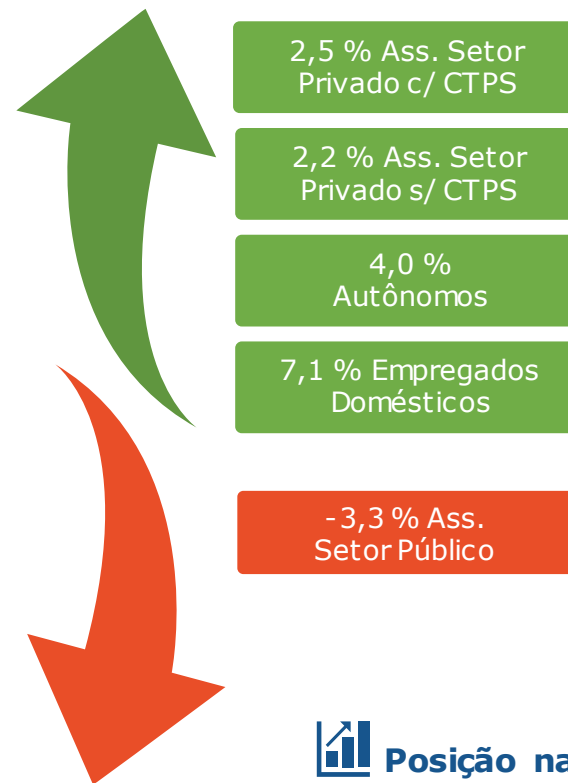 2,5 % Ass. Setor
Privado c/ CTPS
2,2 % Ass. Setor
Privado s/ CTPS
4,0 %
Autônomos
7,1 % Empregados
Domésticos
-3,3 % Ass.
Setor Público
Posição na